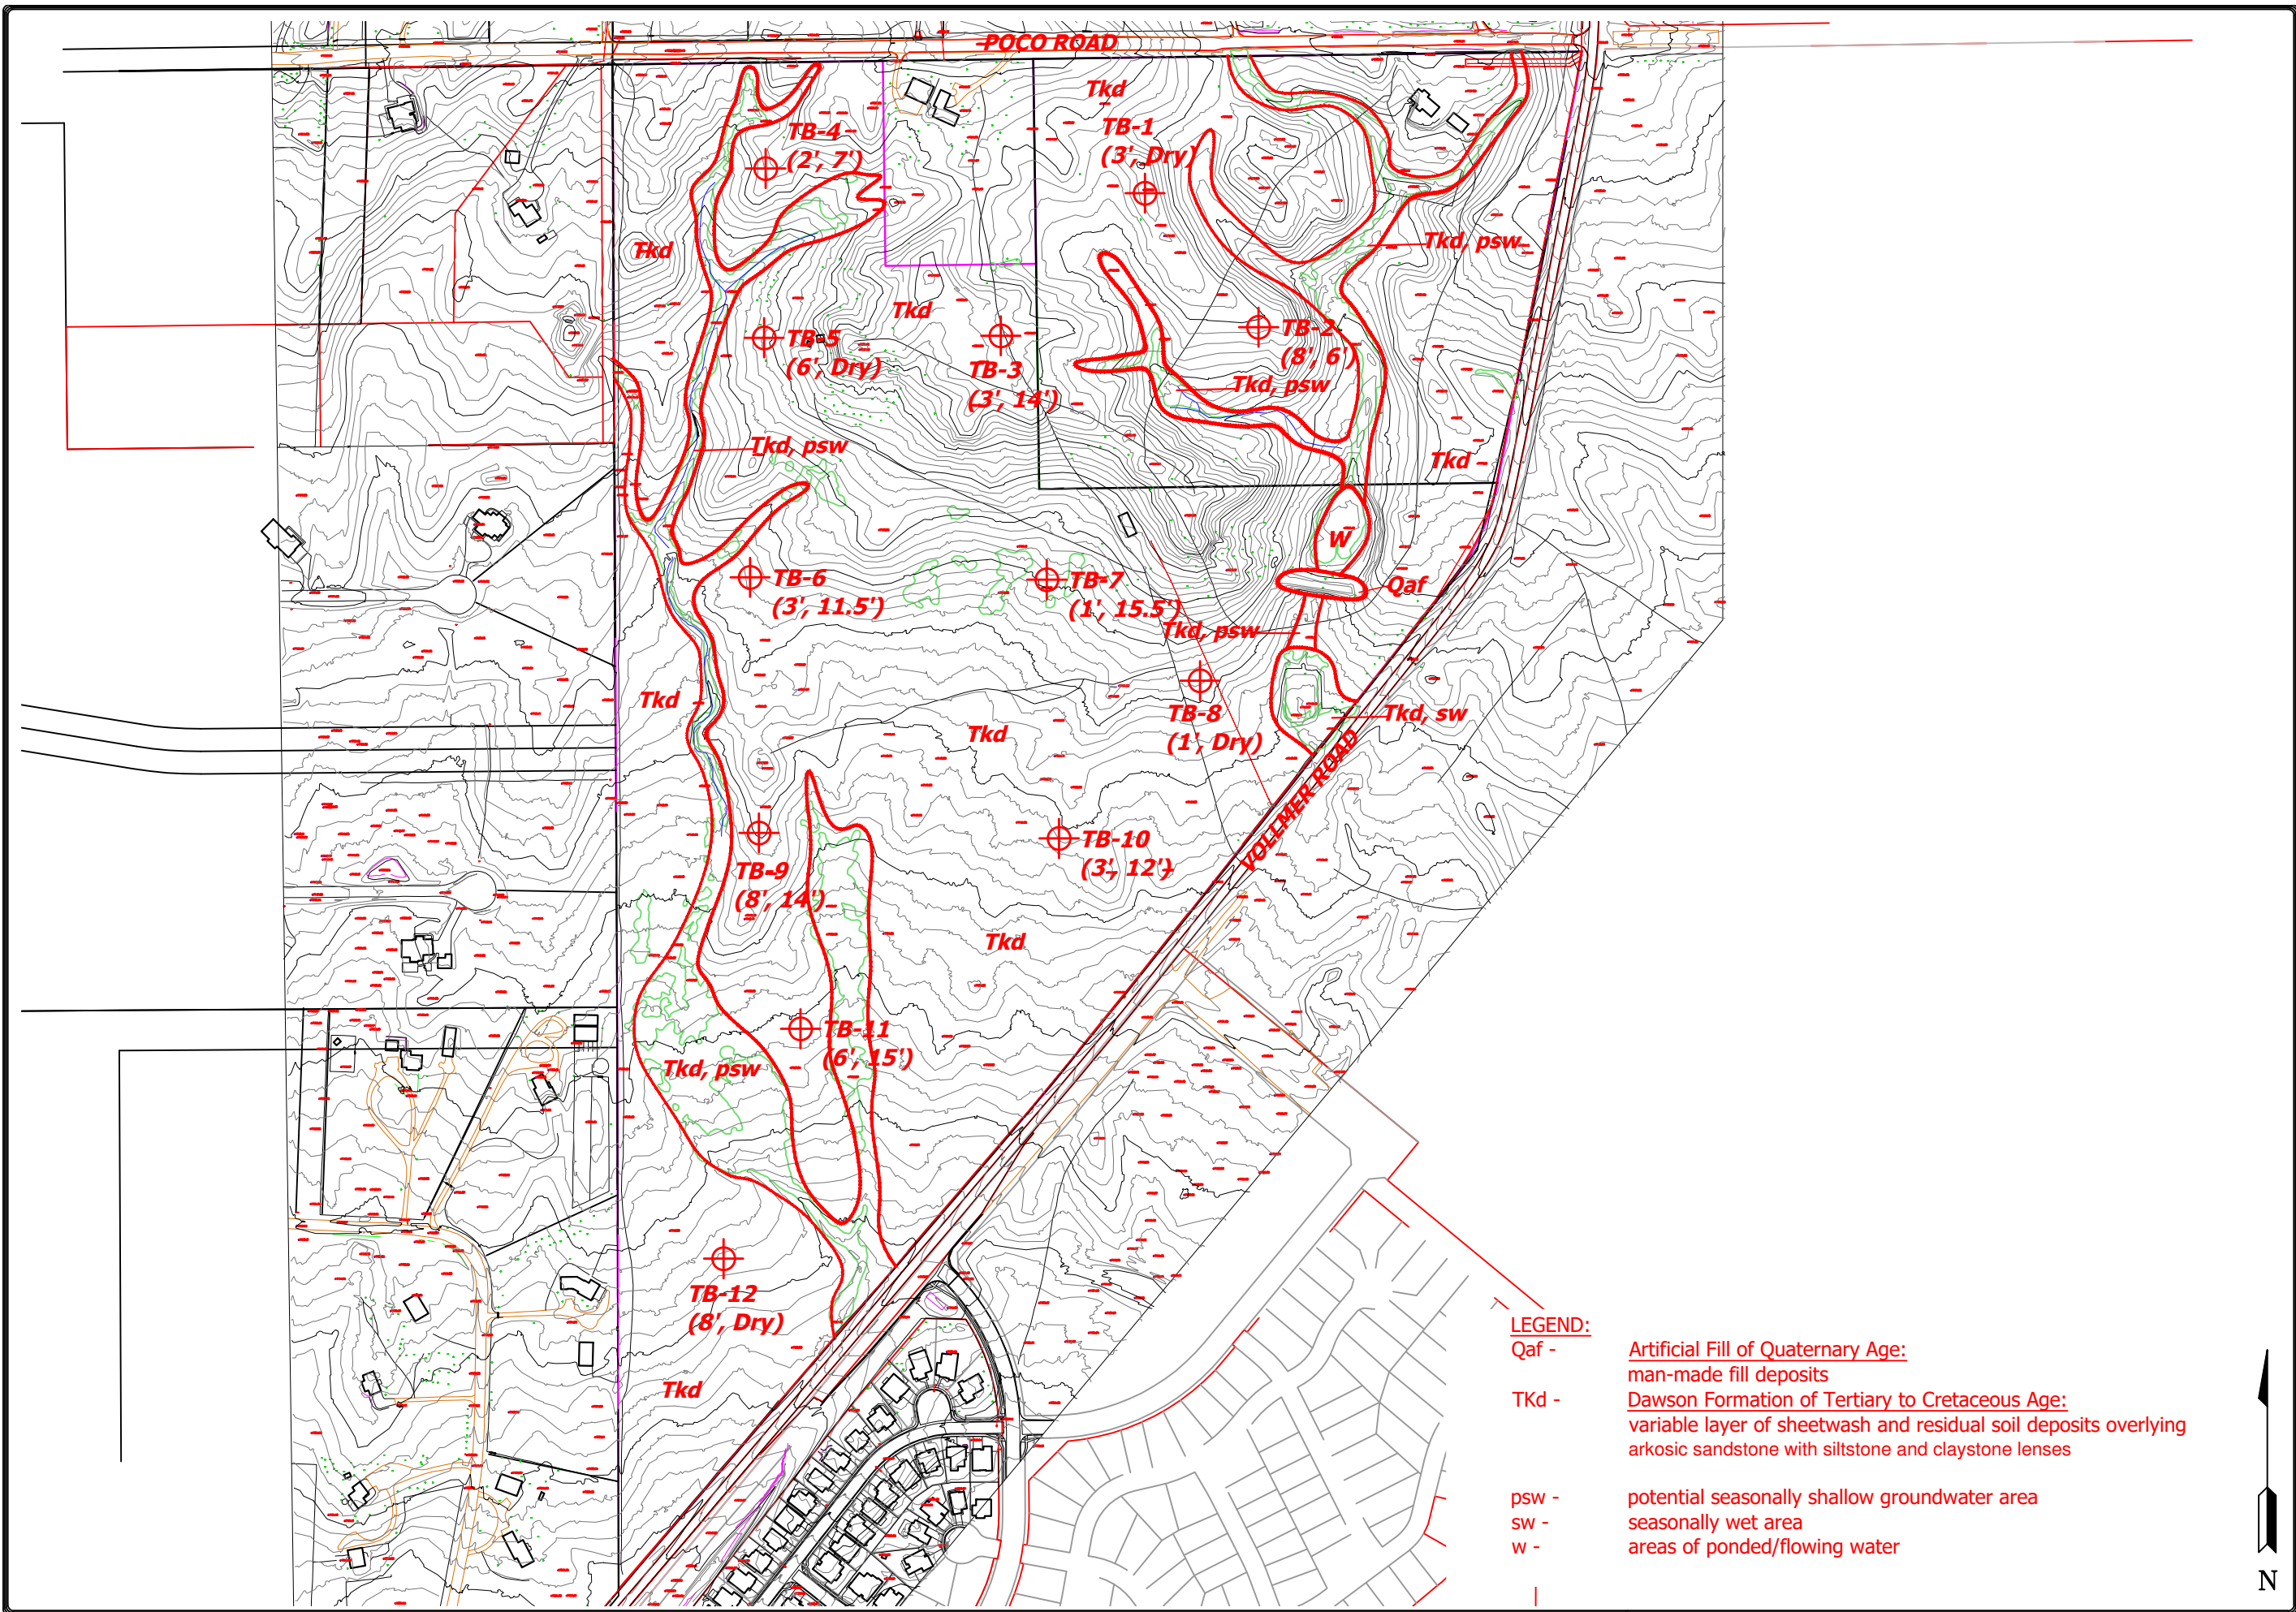 POCO ROAD
Tkd
TB-4
(2', 7')
TB-1
(3', Dry)
Tkd
Tkd, psw
Tkd
TB-5
(6', Dry)
TB-3
(3', 14')
TB-2
(8', 6')
Tkd, psw
Tkd, psw
Tkd
W
Qaf
TB-6
(3', 11.5')
TB-7
(1', 15.5')
Tkd, psw
Tkd
TB-8
(1', Dry)
Tkd, sw
Tkd
VOLLMER ROAD
TB-9
(8', 14')
TB-10
(3', 12')
Tkd
TB-11
(6', 15')
Tkd, psw
TB-12
(8', Dry)
Tkd
LEGEND:
Qaf - Artificial Fill of Quaternary Age:
man-made fill deposits
TKd - Dawson Formation of Tertiary to Cretaceous Age:
variable layer of sheetwash and residual soil deposits overlying
arkosic sandstone with siltstone and claystone lenses
psw - potential seasonally shallow groundwater area
sw - seasonally wet area
w - areas of ponded/flowing water
N